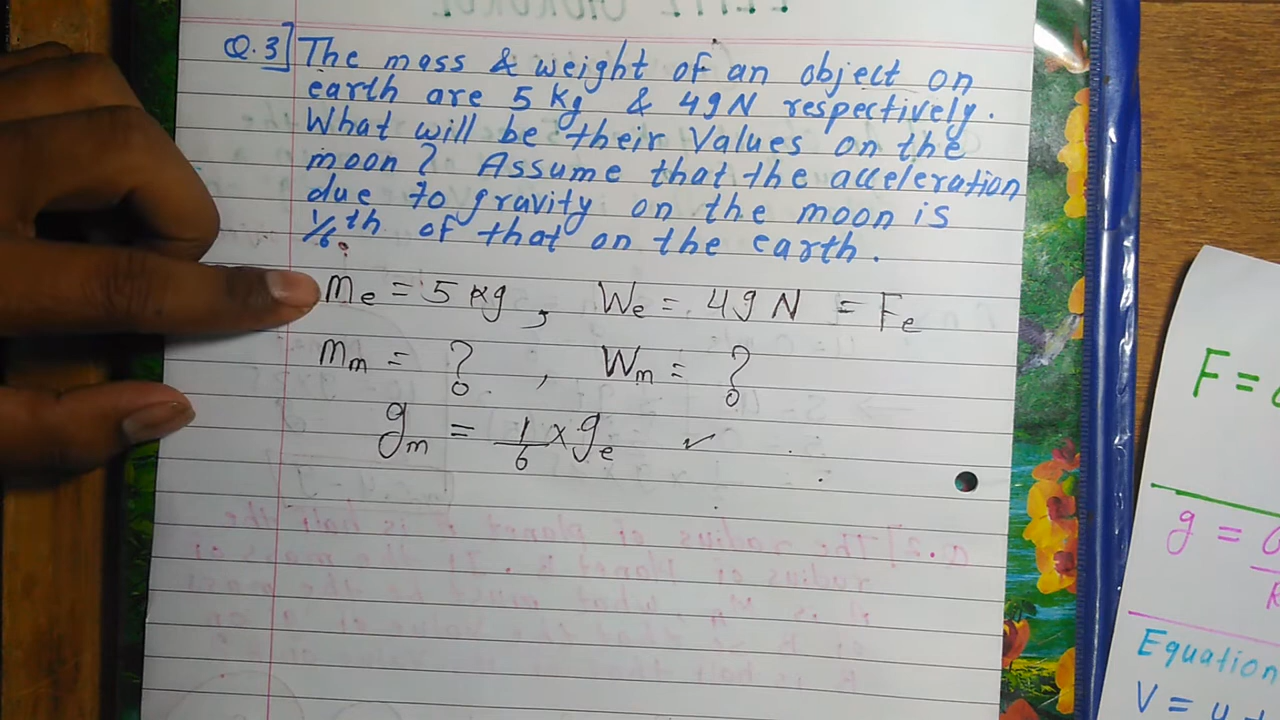 Q.3] The mass & weight of an object on
earth are 5 kg & 49 N respectively.
What will be their Values on the
moon? Assume that the acceleration
due to gravity on the moon is
1/6th of that on the earth.
me = 5 kg, We = 49 N = Fe
mm = ? , Wm = ?
gm = 1/6 × ge ✓
F =
g =
Equation
V = u +